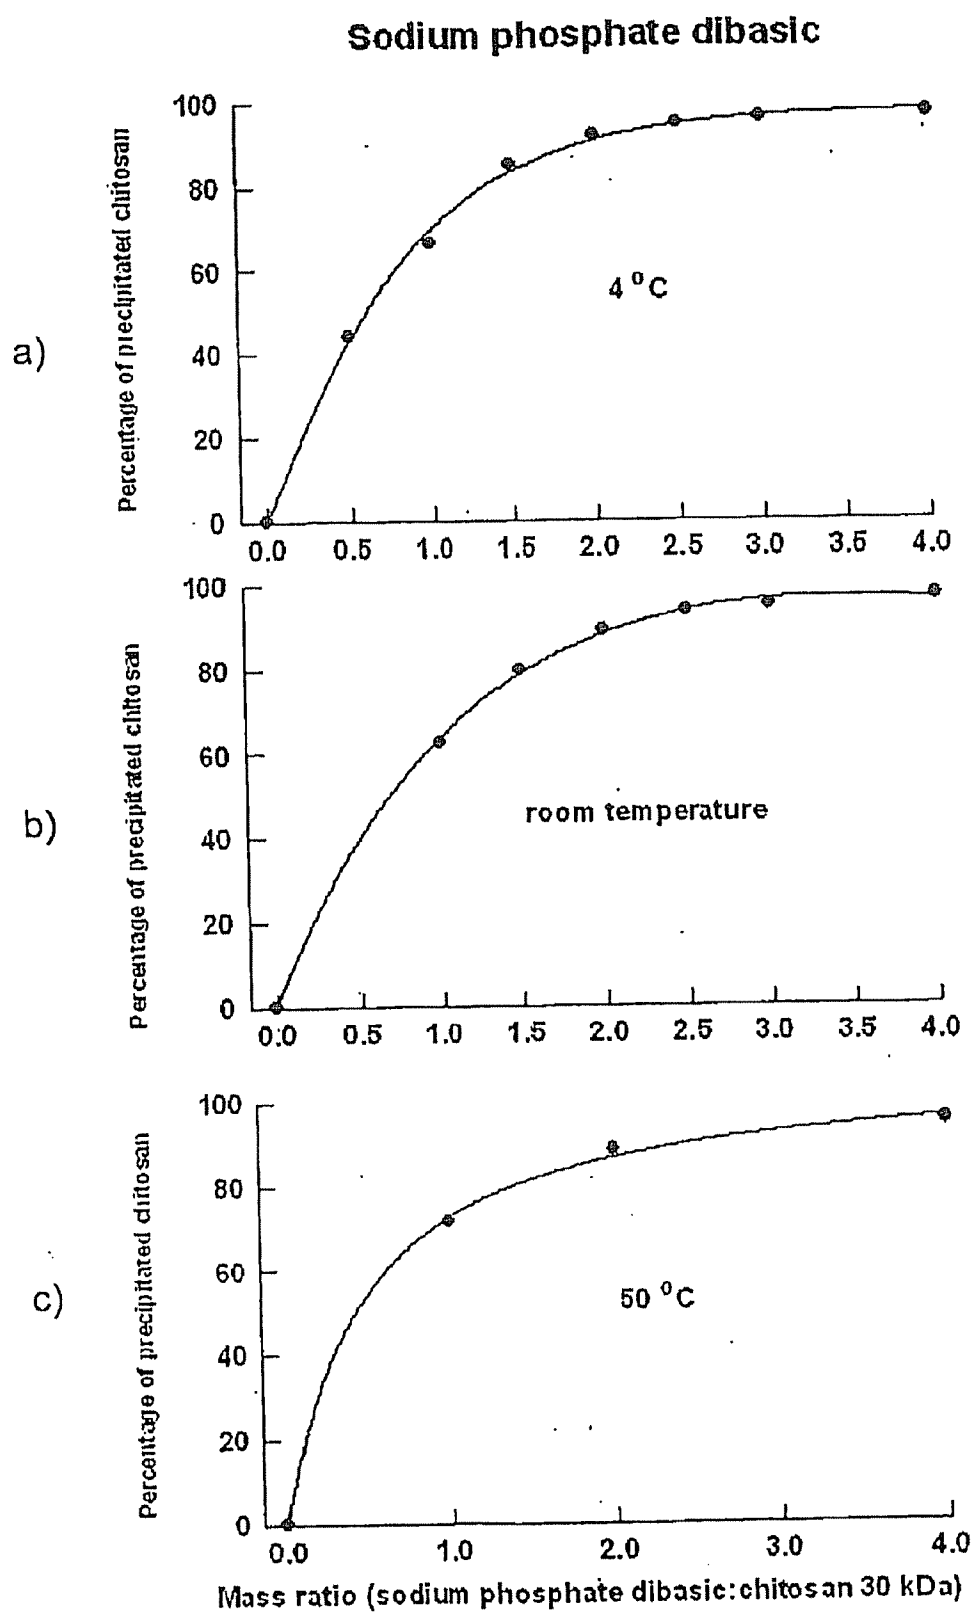 Sodium phosphate dibasic
a)
Percentage of precipitated chitosan
100
80
60
40
20
0
4 °C
0.0 0.5 1.0 1.5 2.0 2.5 3.0 3.5 4.0
b)
Percentage of precipitated chitosan
100
80
60
40
20
0
room temperature
0.0 0.5 1.0 1.5 2.0 2.5 3.0 3.5 4.0
c)
Percentage of precipitated chitosan
100
80
60
40
20
0
50 °C
0.0 1.0 2.0 3.0 4.0
Mass ratio (sodium phosphate dibasic:chitosan 30 kDa)